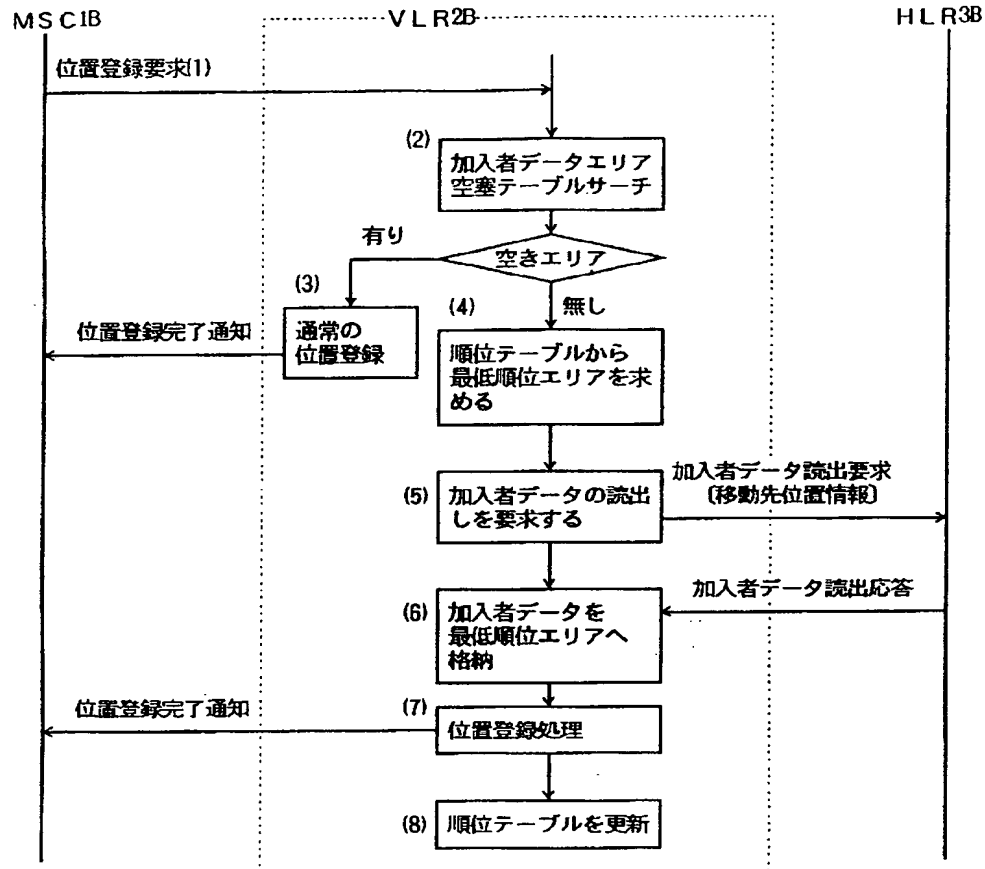 MSC1B
VLR2B
HLR3B
位置登録要求(1)
(2)
加入者データエリア
空塞テーブルサーチ
有り
空きエリア
(3)
(4)
無し
位置登録完了通知
通常の
位置登録
順位テーブルから
最低順位エリアを求
める
(5)
加入者データの読出
しを要求する
加入者データ読出要求
〔移動先位置情報〕
(6)
加入者データを
最低順位エリアへ
格納
加入者データ読出応答
位置登録完了通知
(7)
位置登録処理
(8)
順位テーブルを更新